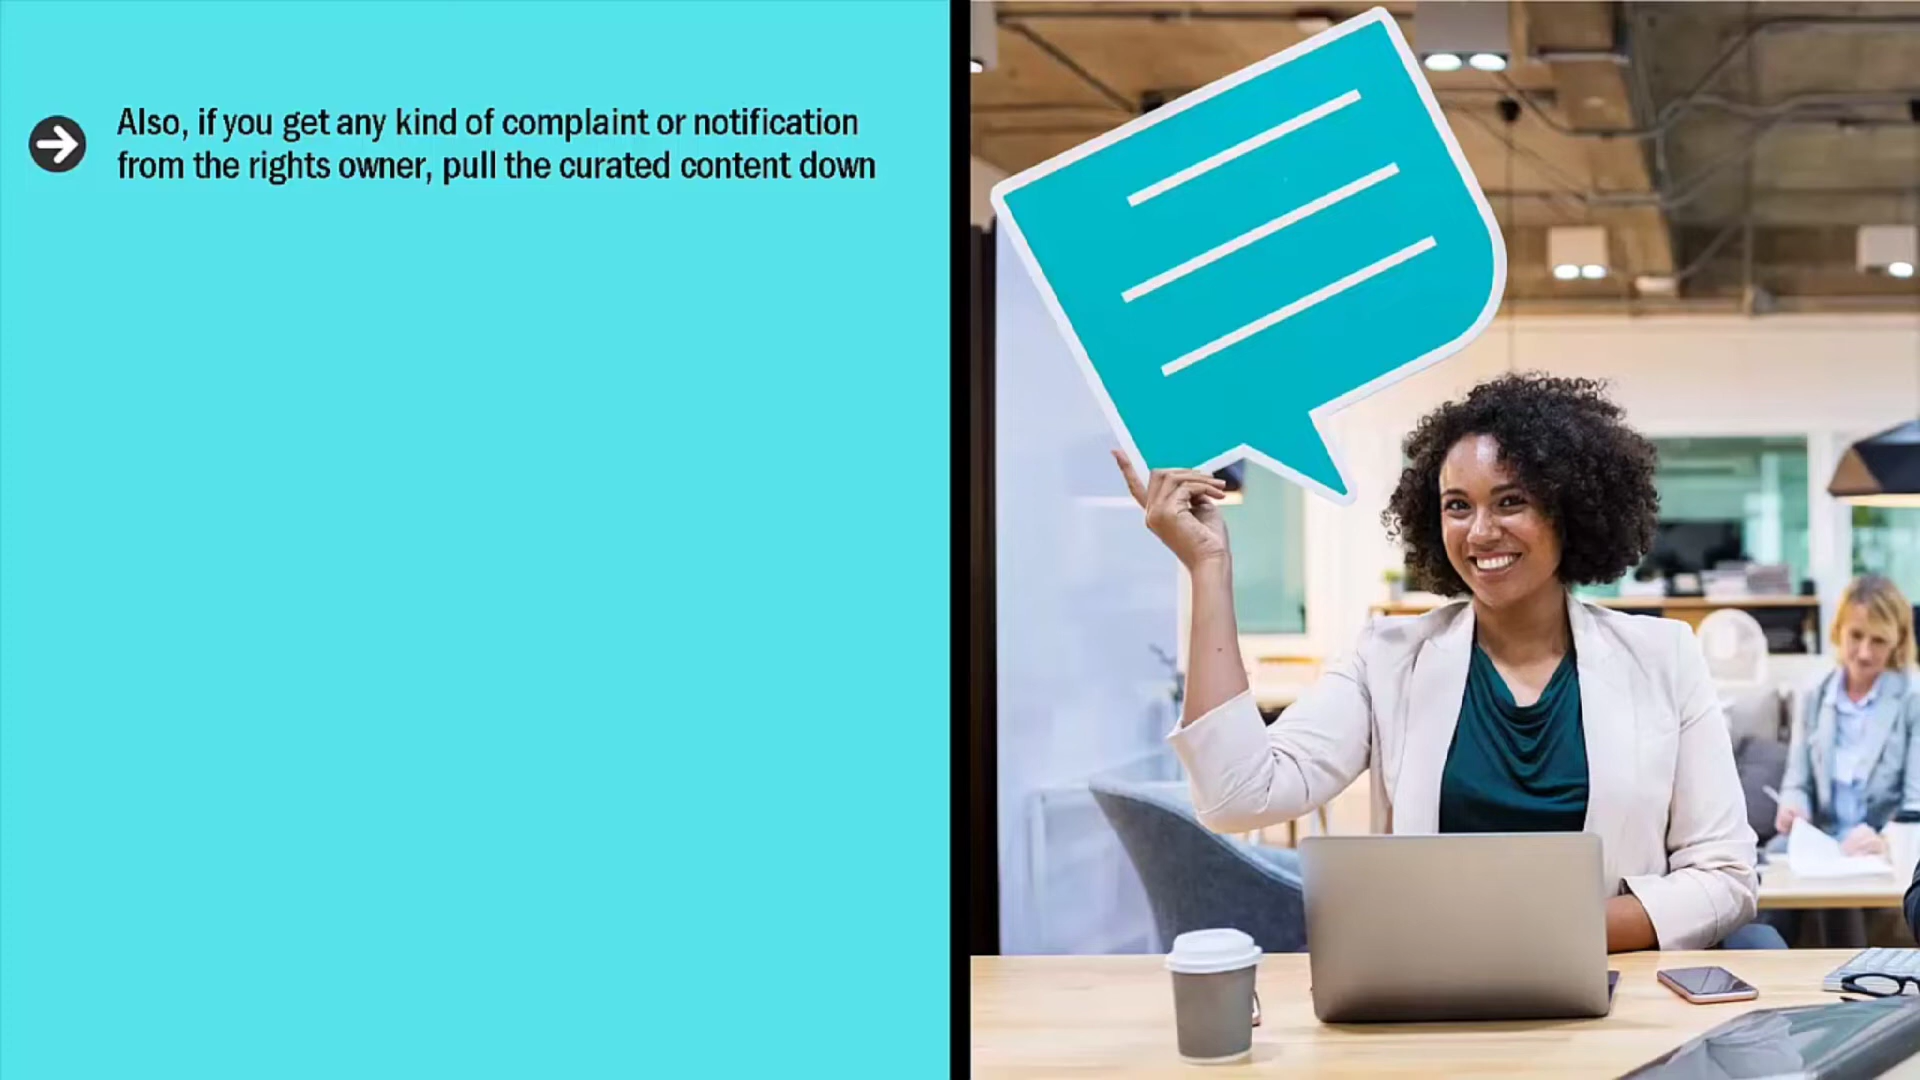 Also, if you get any kind of complaint or notification
from the rights owner, pull the curated content down